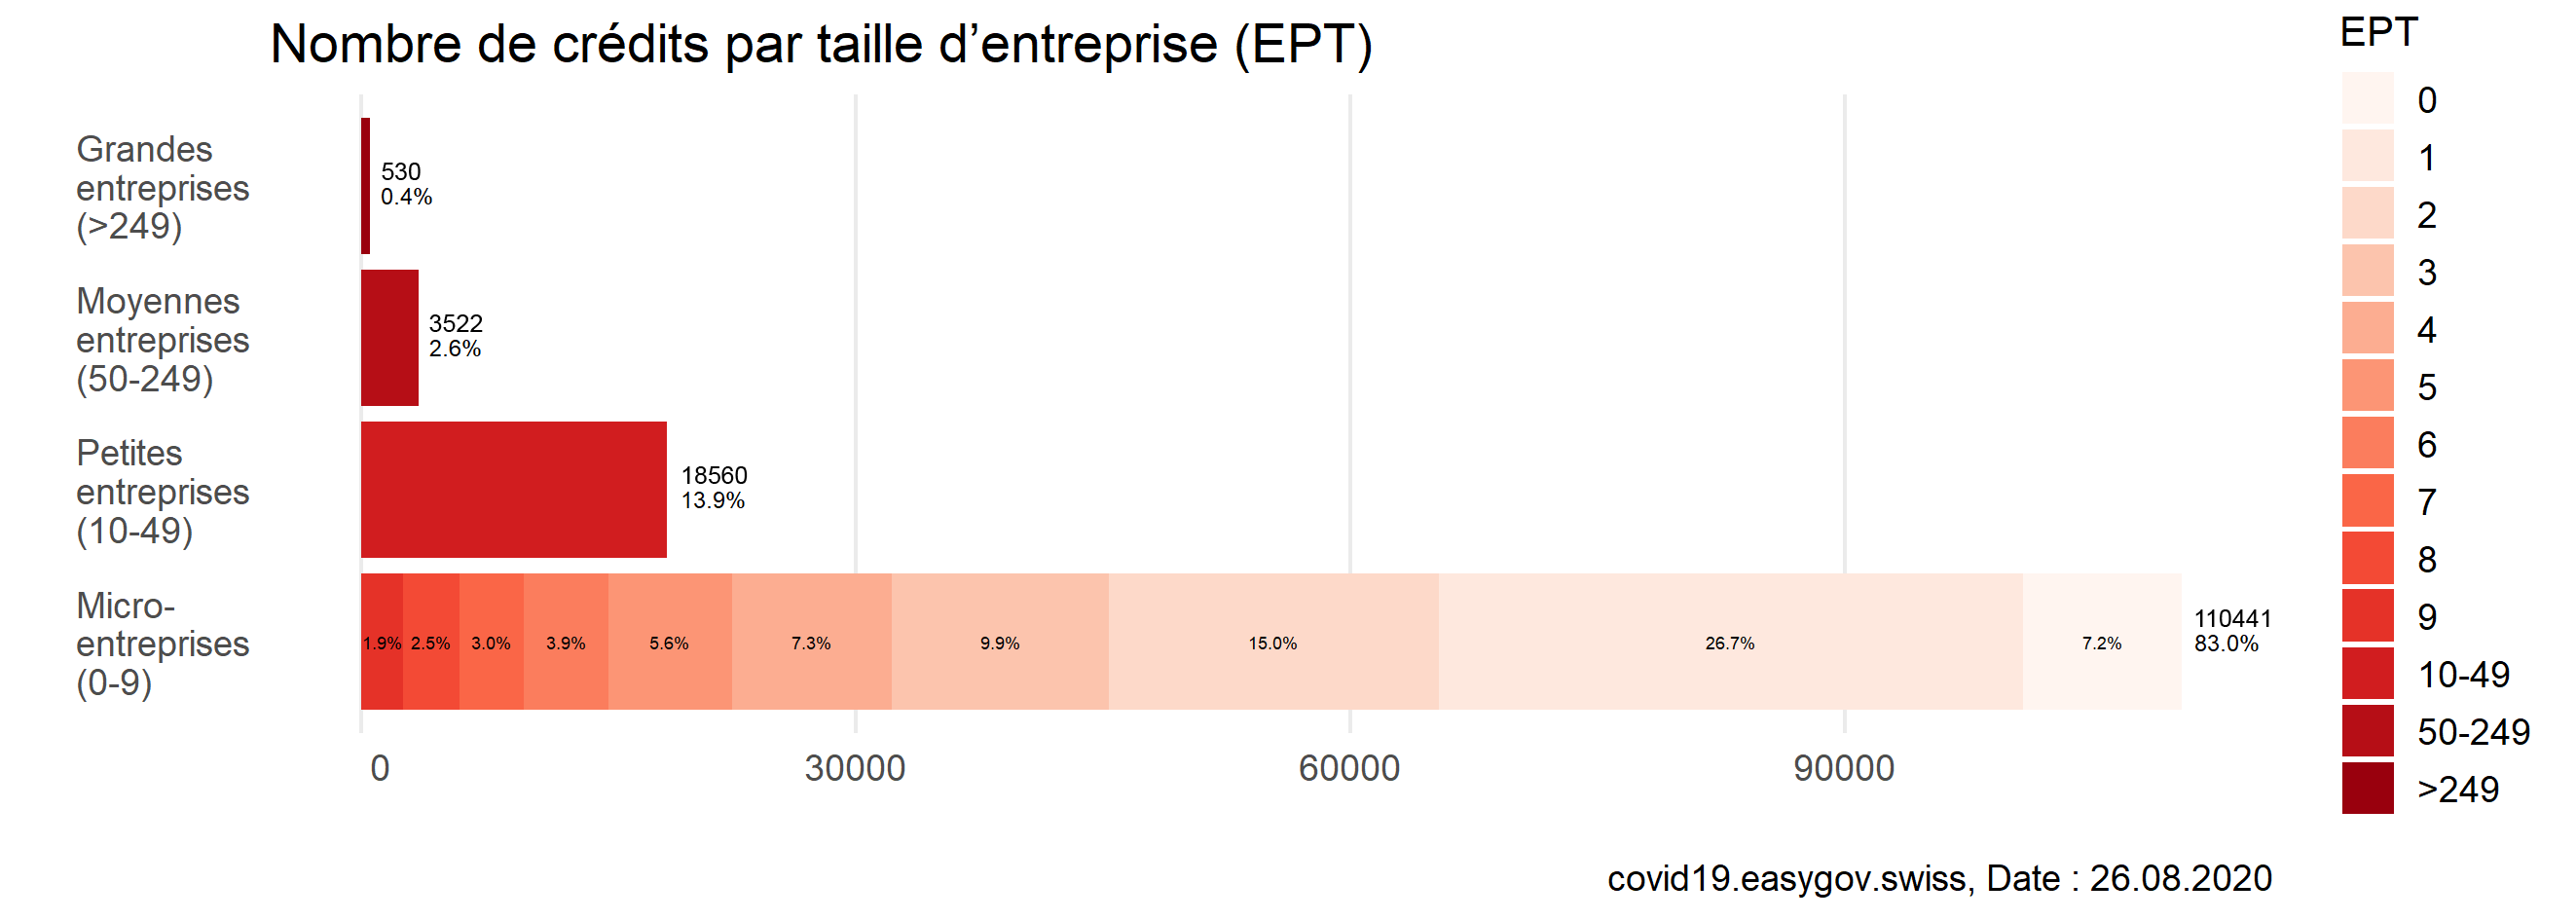 Nombre de crédits par taille d’entreprise (EPT)
Grandes
entreprises
(>249)
530
0.4%
Moyennes
entreprises
(50-249)
3522
2.6%
Petites
entreprises
(10-49)
18560
13.9%
Micro-
entreprises
(0-9)
1.9% 2.5% 3.0% 3.9% 5.6% 7.3% 9.9% 15.0% 26.7% 7.2%
110441
83.0%
0 30000 60000 90000
EPT
0
1
2
3
4
5
6
7
8
9
10-49
50-249
>249
covid19.easygov.swiss, Date : 26.08.2020